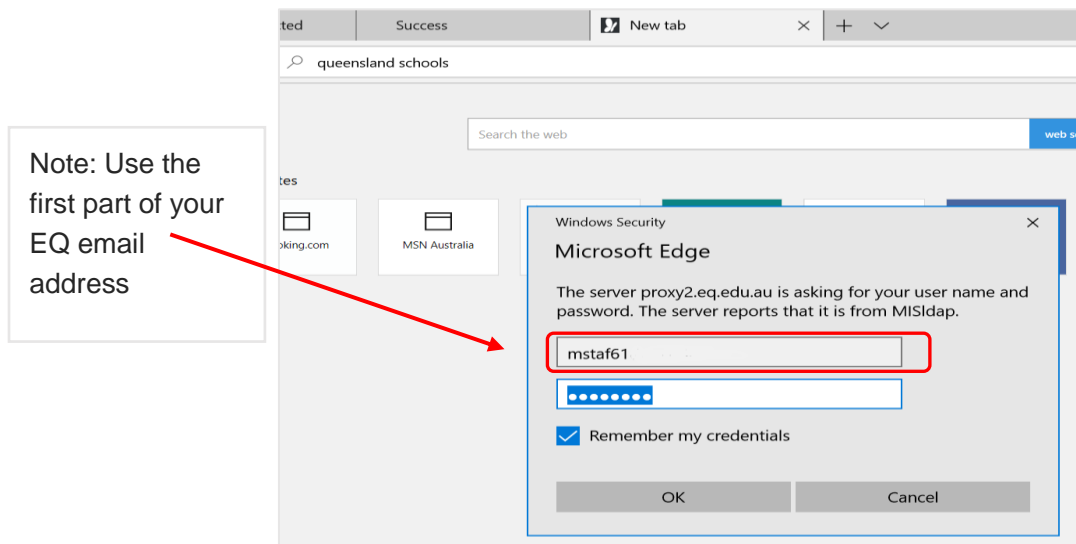 ted
Success
New tab
queensland schools
Search the web
web s
Note: Use the
first part of your
EQ email
address
tes
oking.com
MSN Australia
Windows Security
Microsoft Edge
The server proxy2.eq.edu.au is asking for your user name and
password. The server reports that it is from MISldap.
mstaf61
Remember my credentials
OK
Cancel